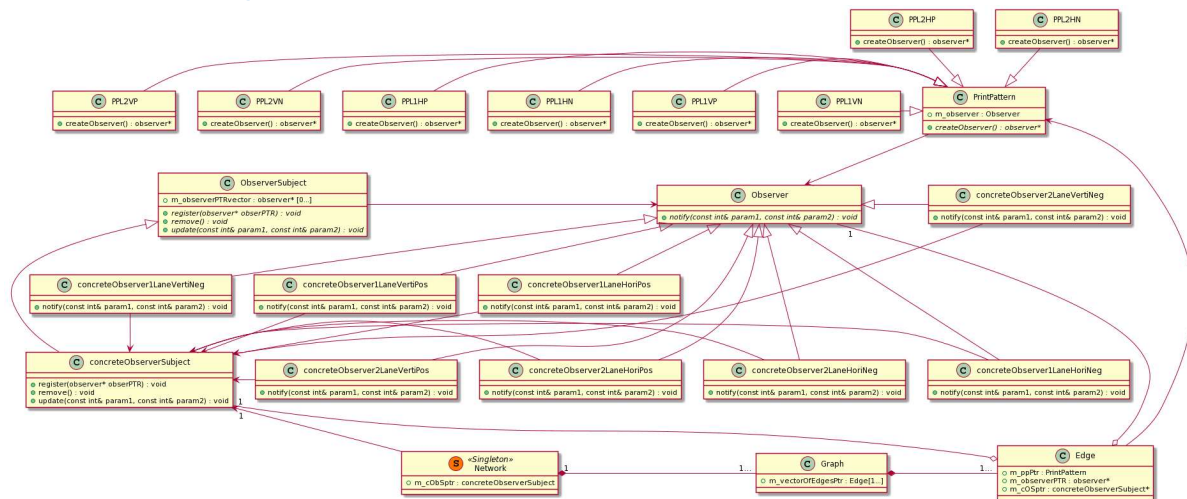 C PPL2HP
createObserver() : observer*
C PPL2HN
createObserver() : observer*
C PPL2VP
createObserver() : observer*
C PPL2VN
createObserver() : observer*
C PPL1HP
createObserver() : observer*
C PPL1HN
createObserver() : observer*
C PPL1VP
createObserver() : observer*
C PPL1VN
createObserver() : observer*
C PrintPattern
m_observer : Observer
createObserver() : observer*
C ObserverSubject
m_observerPTRvector : observer* [0...]
register(observer* obserPTR) : void
remove() : void
update(const int& param1, const int& param2) : void
C Observer
notify(const int& param1, const int& param2) : void
1
C concreteObserver2LaneVertiNeg
notify(const int& param1, const int& param2) : void
C concreteObserver1LaneVertiNeg
notify(const int& param1, const int& param2) : void
C concreteObserver1LaneVertiPos
notify(const int& param1, const int& param2) : void
C concreteObserver1LaneHoriPos
notify(const int& param1, const int& param2) : void
C concreteObserverSubject
register(observer* obserPTR) : void
remove() : void
update(const int& param1, const int& param2) : void
1
1
C concreteObserver2LaneVertiPos
notify(const int& param1, const int& param2) : void
C concreteObserver2LaneHoriPos
notify(const int& param1, const int& param2) : void
C concreteObserver2LaneHoriNeg
notify(const int& param1, const int& param2) : void
C concreteObserver1LaneHoriNeg
notify(const int& param1, const int& param2) : void
S «Singleton»
Network
m_cObSptr : concreteObserverSubject
1
1...
C Graph
m_vectorOfEdgesPtr : Edge[1...]
1
1...
C Edge
m_ppPtr : PrintPattern
m_observerPTR : observer*
m_cOSptr : concreteObserverSubject*